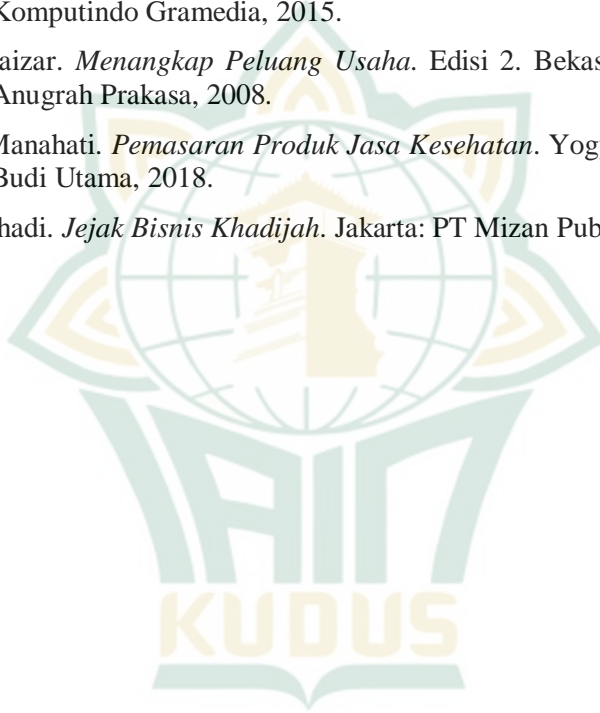 Komputindo Gramedia, 2015.
aizar. Menangkap Peluang Usaha. Edisi 2. Bekas
Anugrah Prakasa, 2008.
Manahati. Pemasaran Produk Jasa Kesehatan. Yog
Budi Utama, 2018.
hadi. Jejak Bisnis Khadijah. Jakarta: PT Mizan Pub
IAIN
KUDUS